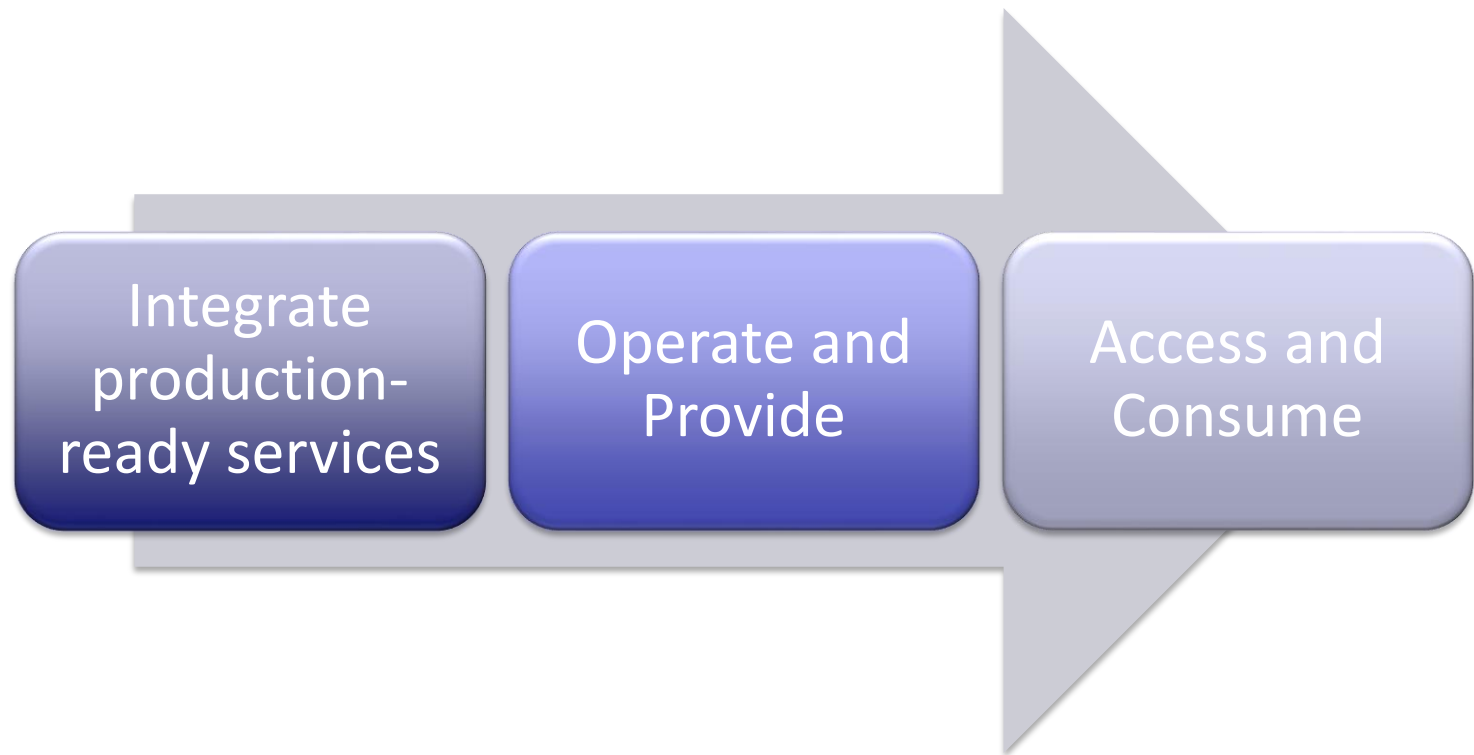 Integrate
production-
ready services
Operate and
Provide
Access and
Consume